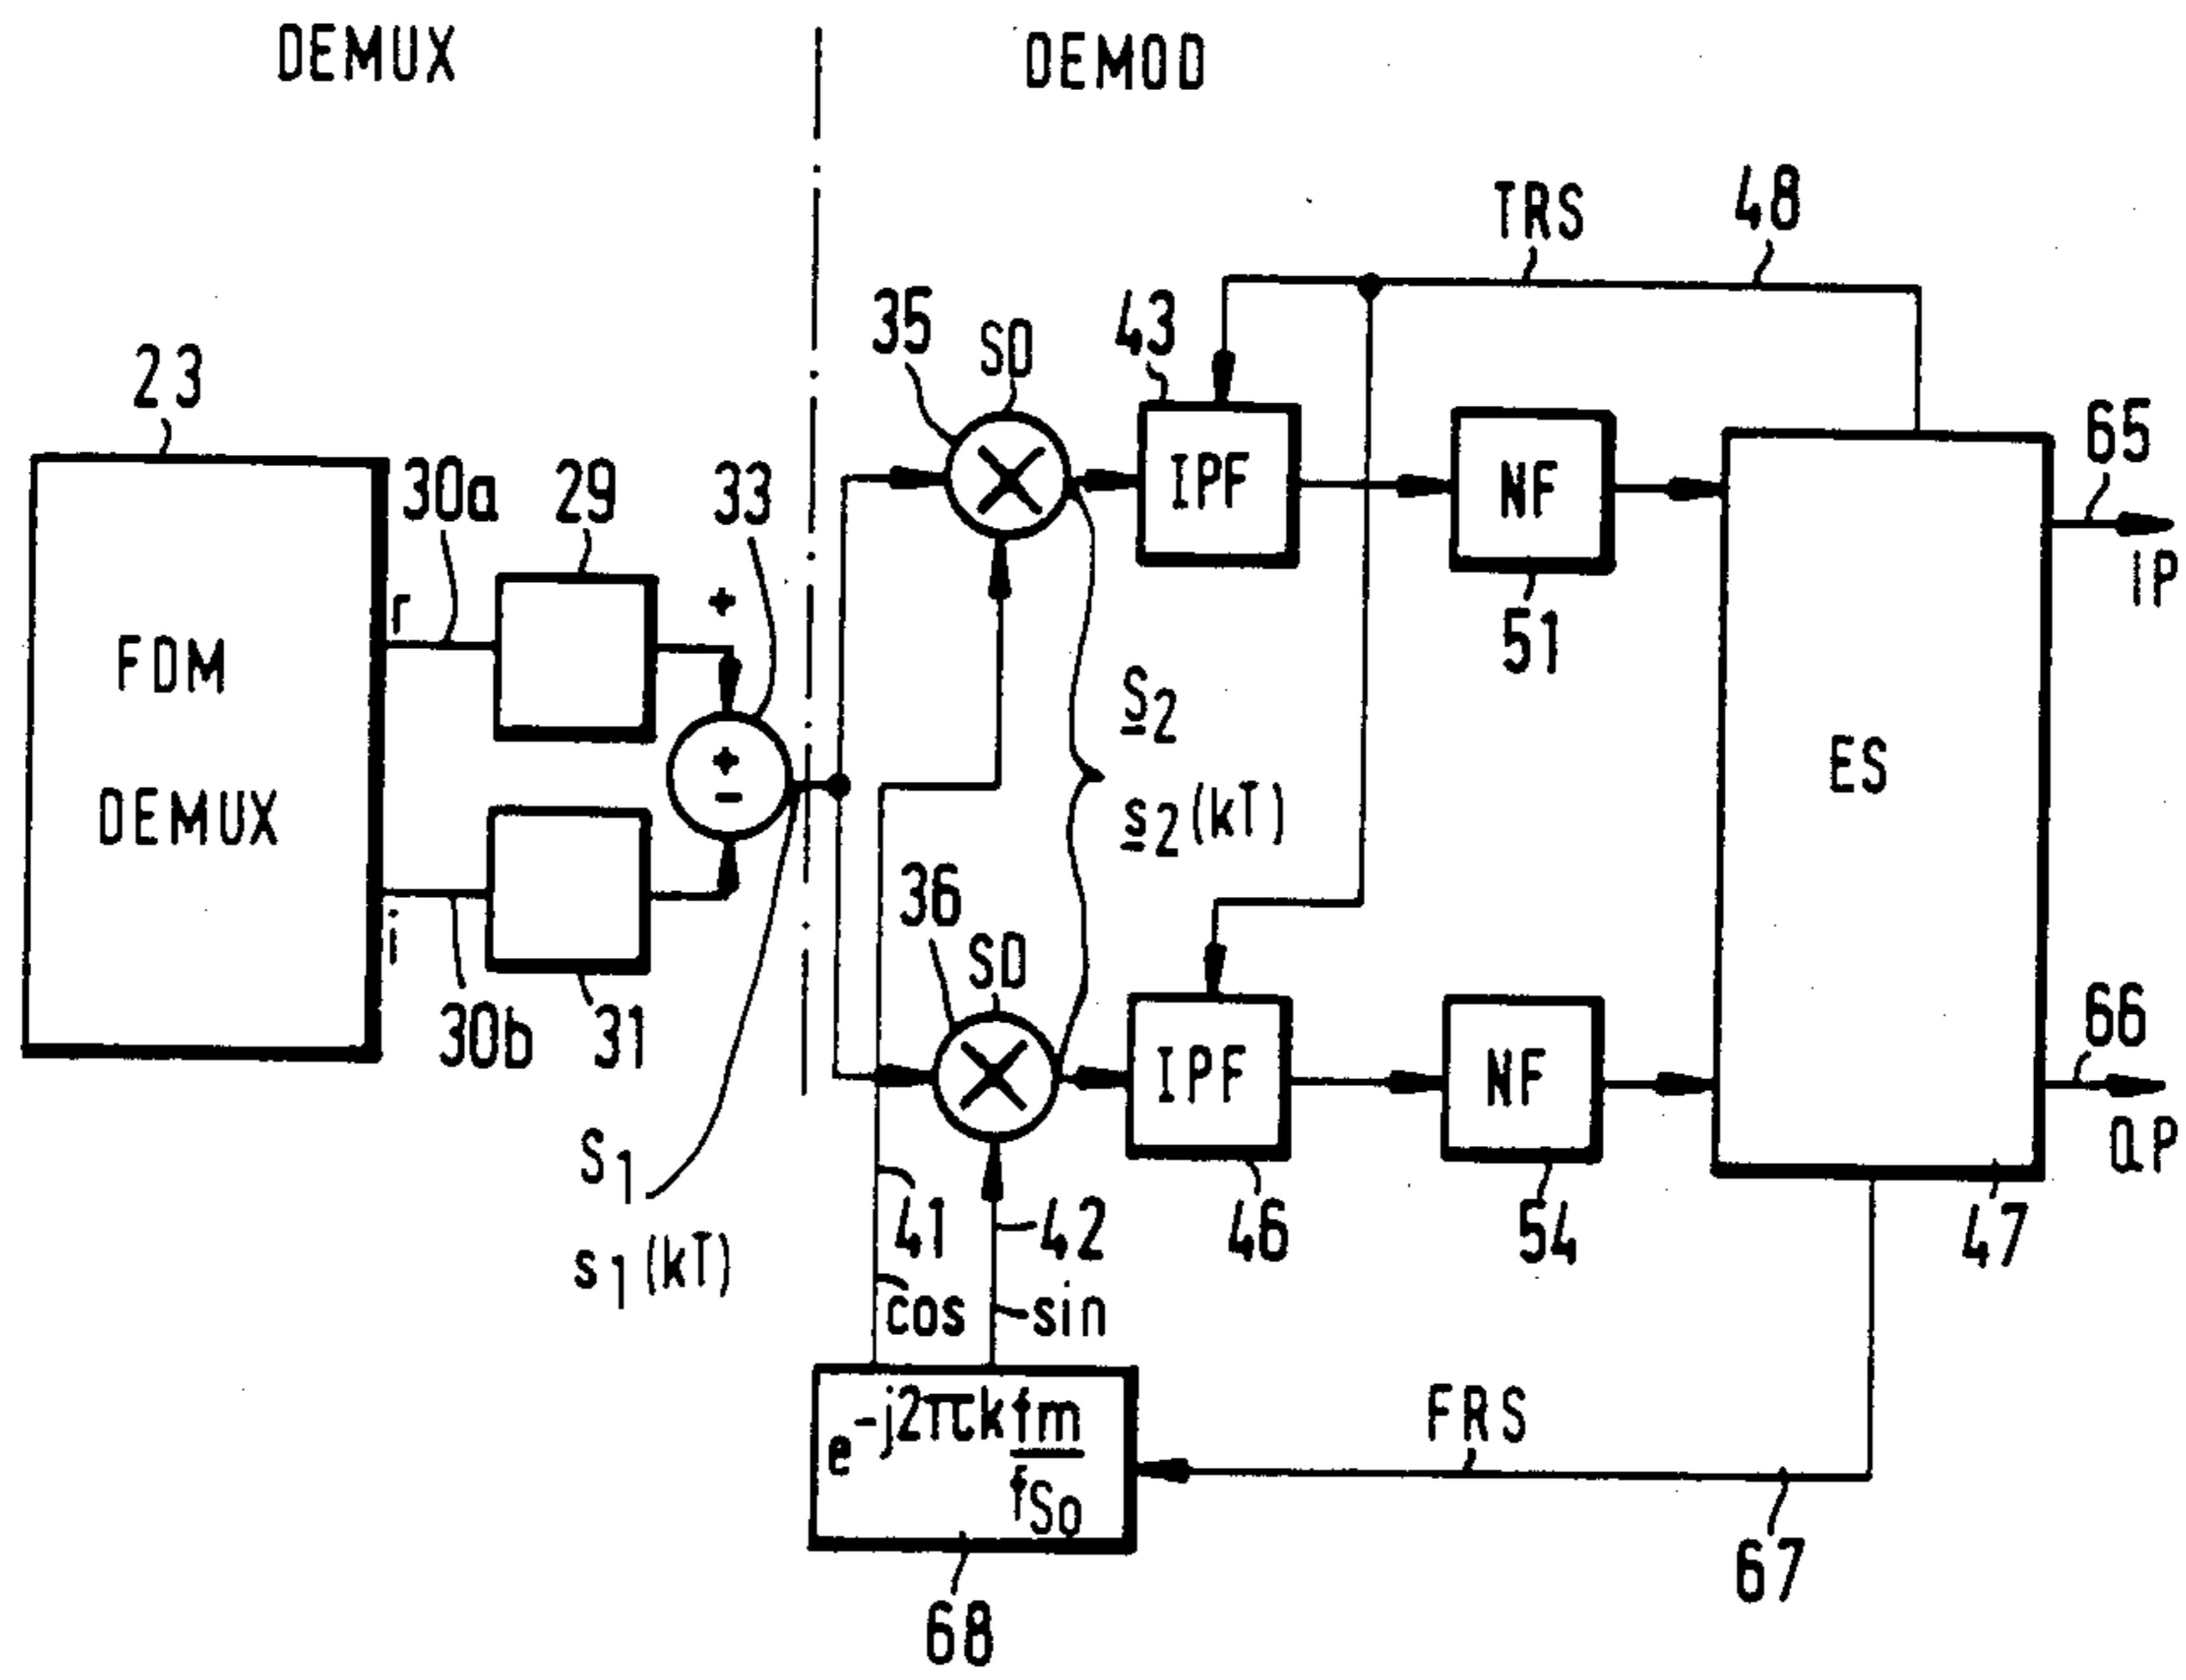 DEMUX
DEMOD
TRS
48
35
SD
43
23
30a
29
33
65
r
+
IPF
NF
IP
51
FDM
DEMUX
+
-
S2
s2(kT)
ES
i
36
SD
30b
31
IPF
NF
66
QP
S1
s1(kT)
41
42
46
54
47
cos
sin
e-j2πk fm/fSo
FRS
68
67